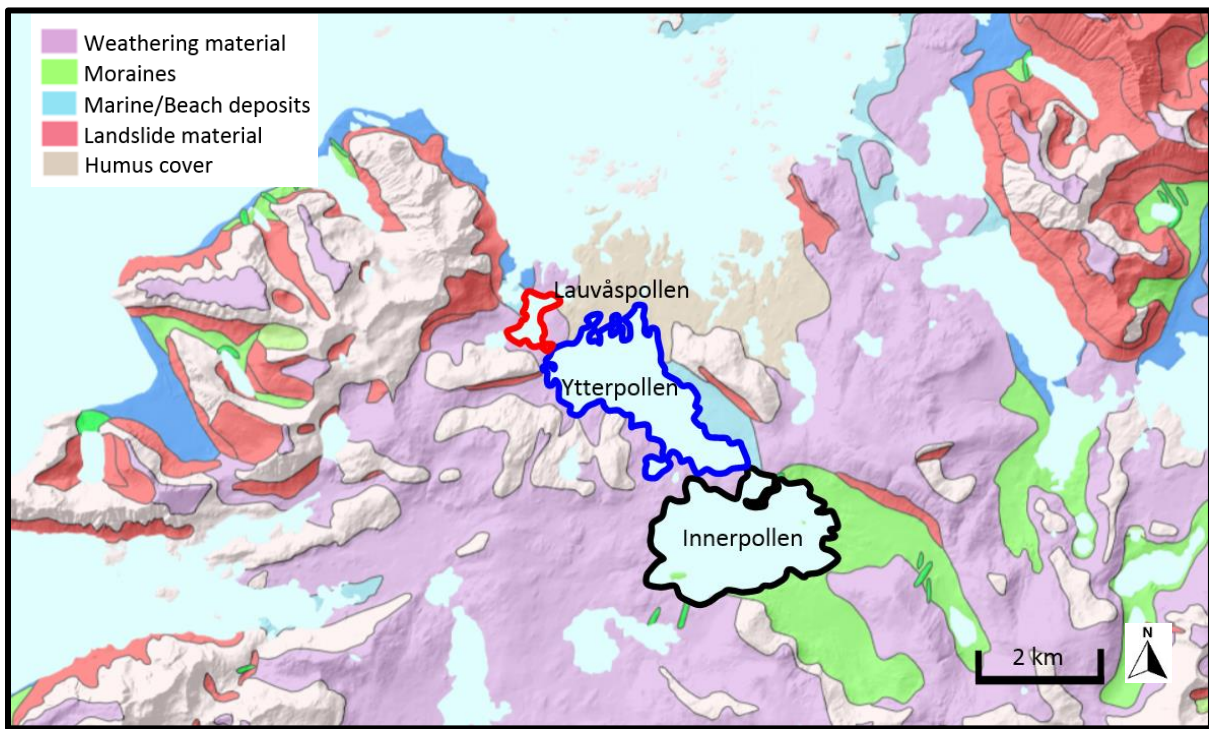 Weathering material
Moraines
Marine/Beach deposits
Landslide material
Humus cover
Lauvåspollen
Ytterpollen
Innerpollen
N
2 km